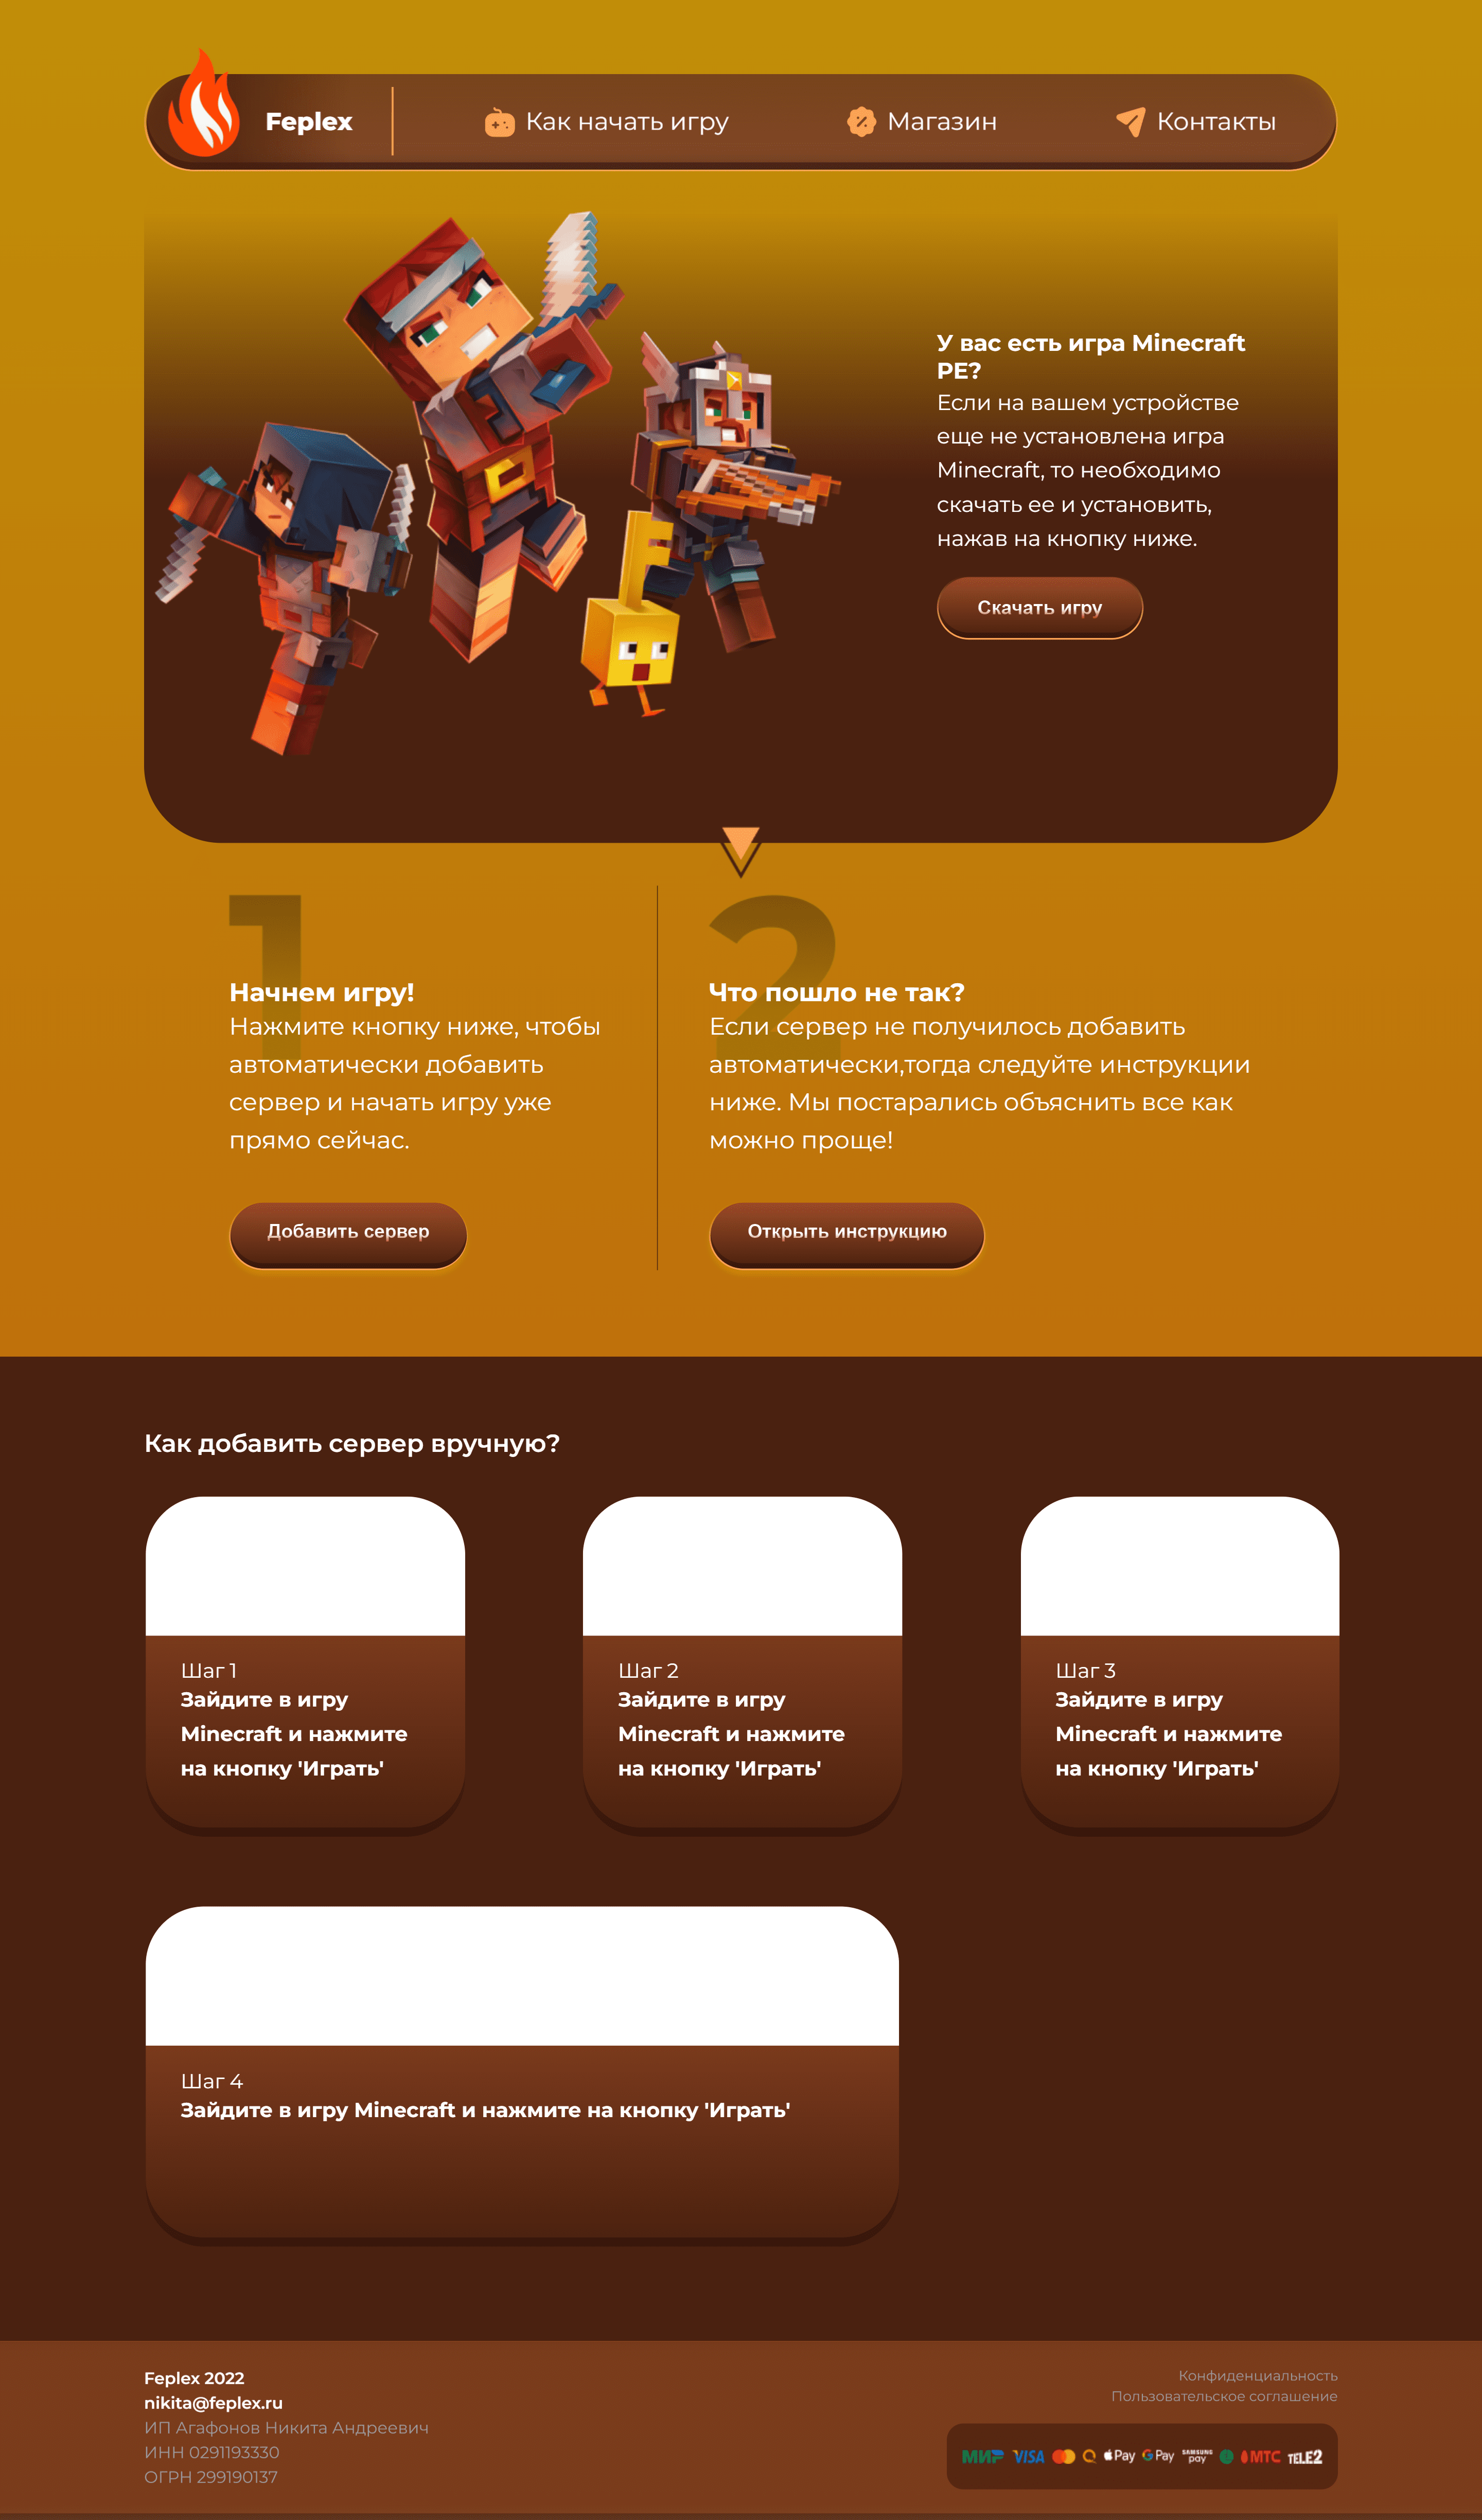 Feplex
Как начать игру
Магазин
Контакты
У вас есть игра Minecraft
PE?
Если на вашем устройстве
еще не установлена игра
Minecraft, то необходимо
скачать ее и установить,
нажав на кнопку ниже.
Скачать игру
1
Начнем игру!
Нажмите кнопку ниже, чтобы
автоматически добавить
сервер и начать игру уже
прямо сейчас.
Добавить сервер
2
Что пошло не так?
Если сервер не получилось добавить
автоматически,тогда следуйте инструкции
ниже. Мы постарались объяснить все как
можно проще!
Открыть инструкцию
Как добавить сервер вручную?
Шаг 1
Зайдите в игру
Minecraft и нажмите
на кнопку 'Играть'
Шаг 2
Зайдите в игру
Minecraft и нажмите
на кнопку 'Играть'
Шаг 3
Зайдите в игру
Minecraft и нажмите
на кнопку 'Играть'
Шаг 4
Зайдите в игру Minecraft и нажмите на кнопку 'Играть'
Feplex 2022
nikita@feplex.ru
ИП Агафонов Никита Андреевич
ИНН 0291193330
ОГРН 299190137
Конфиденциальность
Пользовательское соглашение
МИР VISA Pay G Pay SAMSUNG pay МТС TELE2